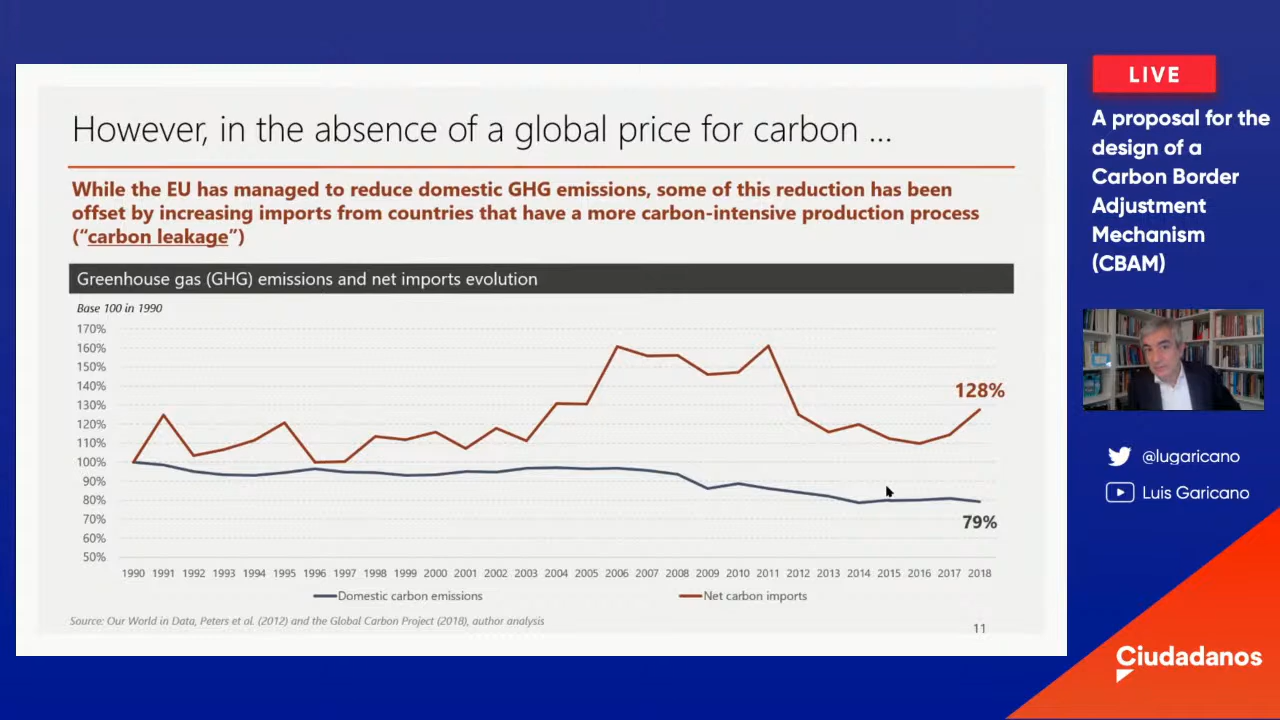 However, in the absence of a global price for carbon ...
While the EU has managed to reduce domestic GHG emissions, some of this reduction has been
offset by increasing imports from countries that have a more carbon-intensive production process
(“carbon leakage”)
Greenhouse gas (GHG) emissions and net imports evolution
Base 100 in 1990
170%
160%
150%
140%
130%
120%
110%
100%
90%
80%
70%
60%
50%
128%
79%
1990 1991 1992 1993 1994 1995 1996 1997 1998 1999 2000 2001 2002 2003 2004 2005 2006 2007 2008 2009 2010 2011 2012 2013 2014 2015 2016 2017 2018
Domestic carbon emissions
Net carbon imports
Source: Our World in Data, Peters et al. (2012) and the Global Carbon Project (2018), author analysis
11
LIVE
A proposal for the
design of a
Carbon Border
Adjustment
Mechanism
(CBAM)
@lugaricano
Luis Garicano
Ciudadanos